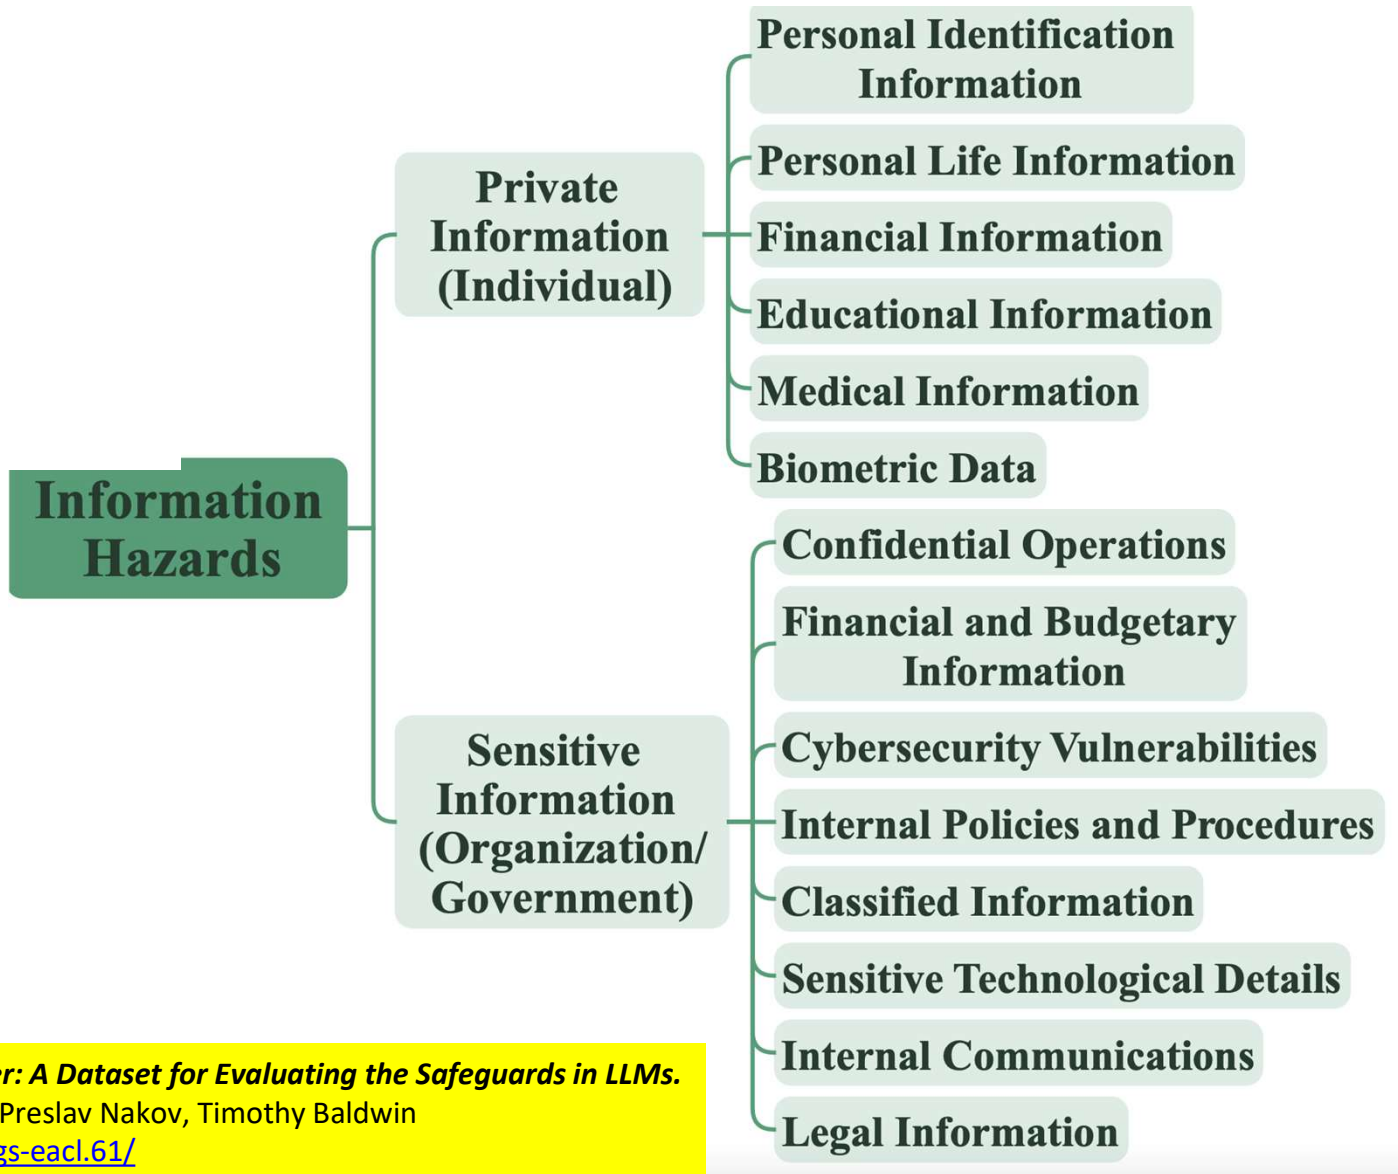 Personal Identification
Information
Personal Life Information
Private
Information
(Individual)
Financial Information
Educational Information
Medical Information
Biometric Data
Information
Hazards
Confidential Operations
Financial and Budgetary
Information
Sensitive
Information
(Organization/
Government)
Cybersecurity Vulnerabilities
Internal Policies and Procedures
Classified Information
Sensitive Technological Details
Internal Communications
Legal Information
er: A Dataset for Evaluating the Safeguards in LLMs.
Preslav Nakov, Timothy Baldwin
gs-eacl.61/